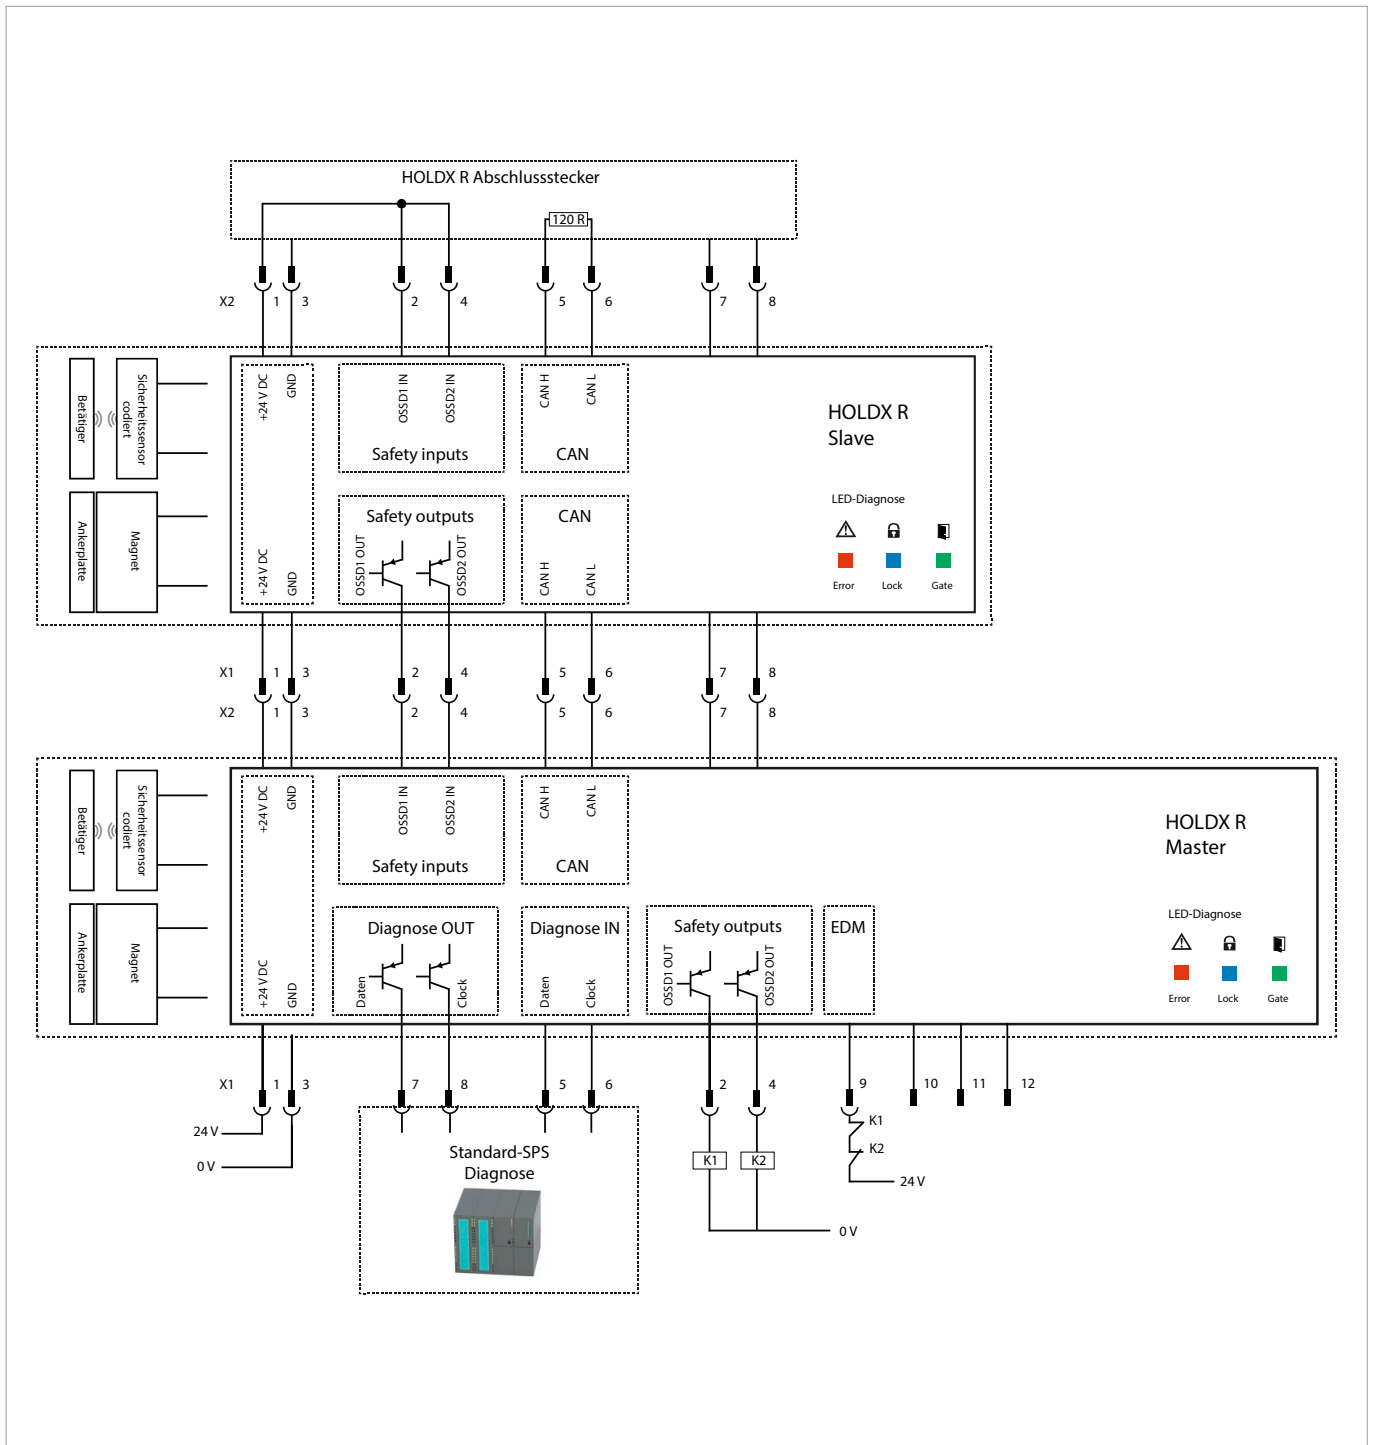 HOLDX R Abschlussstecker
120 R
X2 1 3 2 4 5 6 7 8
Betätiger
Sicherheitssensor
codiert
+24 V DC
GND
OSSD1 IN
OSSD2 IN
Safety inputs
CAN H
CAN L
CAN
HOLDX R
Slave
LED-Diagnose
Error Lock Gate
Ankerplatte
Magnet
+24 V DC
GND
Safety outputs
OSSD1 OUT
OSSD2 OUT
CAN
CAN H
CAN L
X1 1 3 2 4 5 6 7 8
X2 1 3 2 4 5 6 7 8
Betätiger
Sicherheitssensor
codiert
+24 V DC
GND
OSSD1 IN
OSSD2 IN
Safety inputs
CAN H
CAN L
CAN
HOLDX R
Master
LED-Diagnose
Error Lock Gate
Ankerplatte
Magnet
+24 V DC
GND
Diagnose OUT
Daten
Clock
Diagnose IN
Daten
Clock
Safety outputs
OSSD1 OUT
OSSD2 OUT
EDM
X1 1 3 7 8 5 6 2 4 9 10 11 12
24 V
0 V
Standard-SPS
Diagnose
K1
K2
K1
K2
24 V
0 V